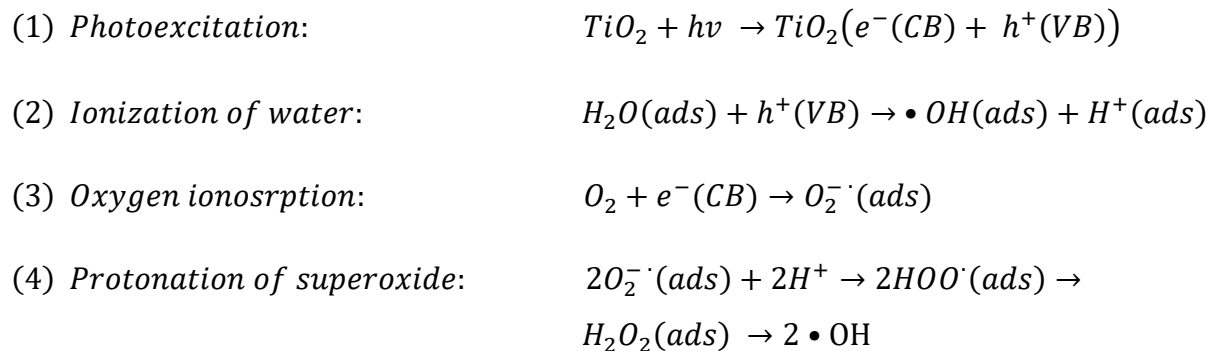 (1) Photoexcitation: TiO₂ + hv → TiO₂(e⁻(CB) + h⁺(VB))
(2) Ionization of water: H₂O(ads) + h⁺(VB) → • OH(ads) + H⁺(ads)
(3) Oxygen ionosrption: O₂ + e⁻(CB) → O₂⁻˙(ads)
(4) Protonation of superoxide: 2O₂⁻˙(ads) + 2H⁺ → 2HOO˙(ads) →
H₂O₂(ads) → 2 • OH